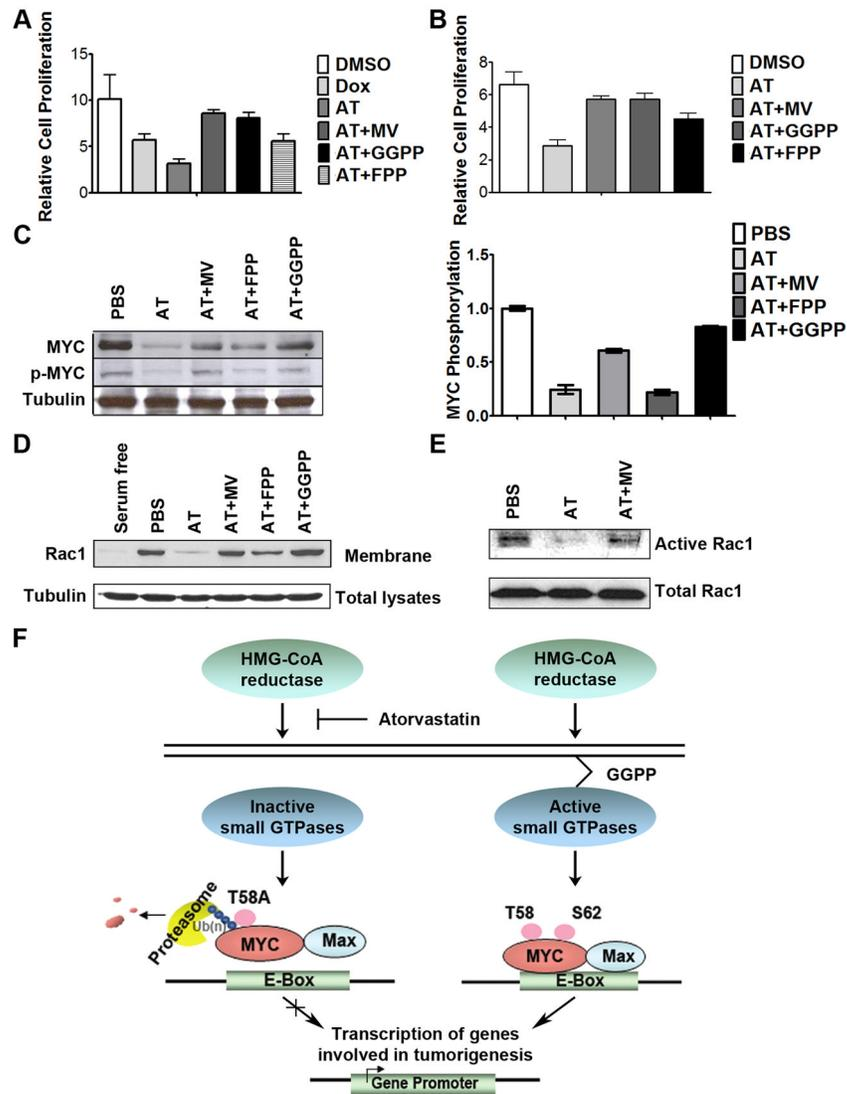 A
Relative Cell Proliferation
15
10
5
0
DMSO
Dox
AT
AT+MV
AT+GGPP
AT+FPP
B
Relative Cell Proliferation
8
6
4
2
0
DMSO
AT
AT+MV
AT+GGPP
AT+FPP
C
PBS
AT
AT+MV
AT+FPP
AT+GGPP
MYC
p-MYC
Tubulin
MYC Phosphorylation
1.5
1.0
0.5
0.0
PBS
AT
AT+MV
AT+FPP
AT+GGPP
D
Serum free
PBS
AT
AT+MV
AT+FPP
AT+GGPP
Rac1
Membrane
Tubulin
Total lysates
E
PBS
AT
AT+MV
Active Rac1
Total Rac1
F
HMG-CoA
reductase
HMG-CoA
reductase
Atorvastatin
GGPP
Inactive
small GTPases
Active
small GTPases
Proteasome
Ub(n)
T58A
MYC
Max
E-Box
T58
S62
MYC
Max
E-Box
Transcription of genes
involved in tumorigenesis
Gene Promoter